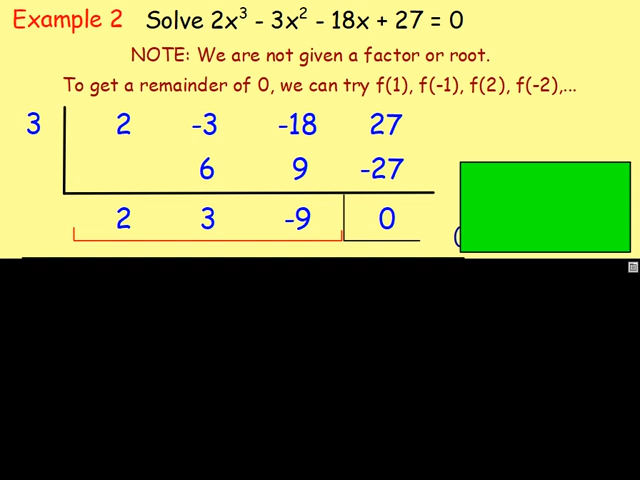 Example 2 Solve 2x³ - 3x² - 18x + 27 = 0
NOTE: We are not given a factor or root.
To get a remainder of 0, we can try f(1), f(-1), f(2), f(-2),...
3 2 -3 -18 27
6 9 -27
2 3 -9 0